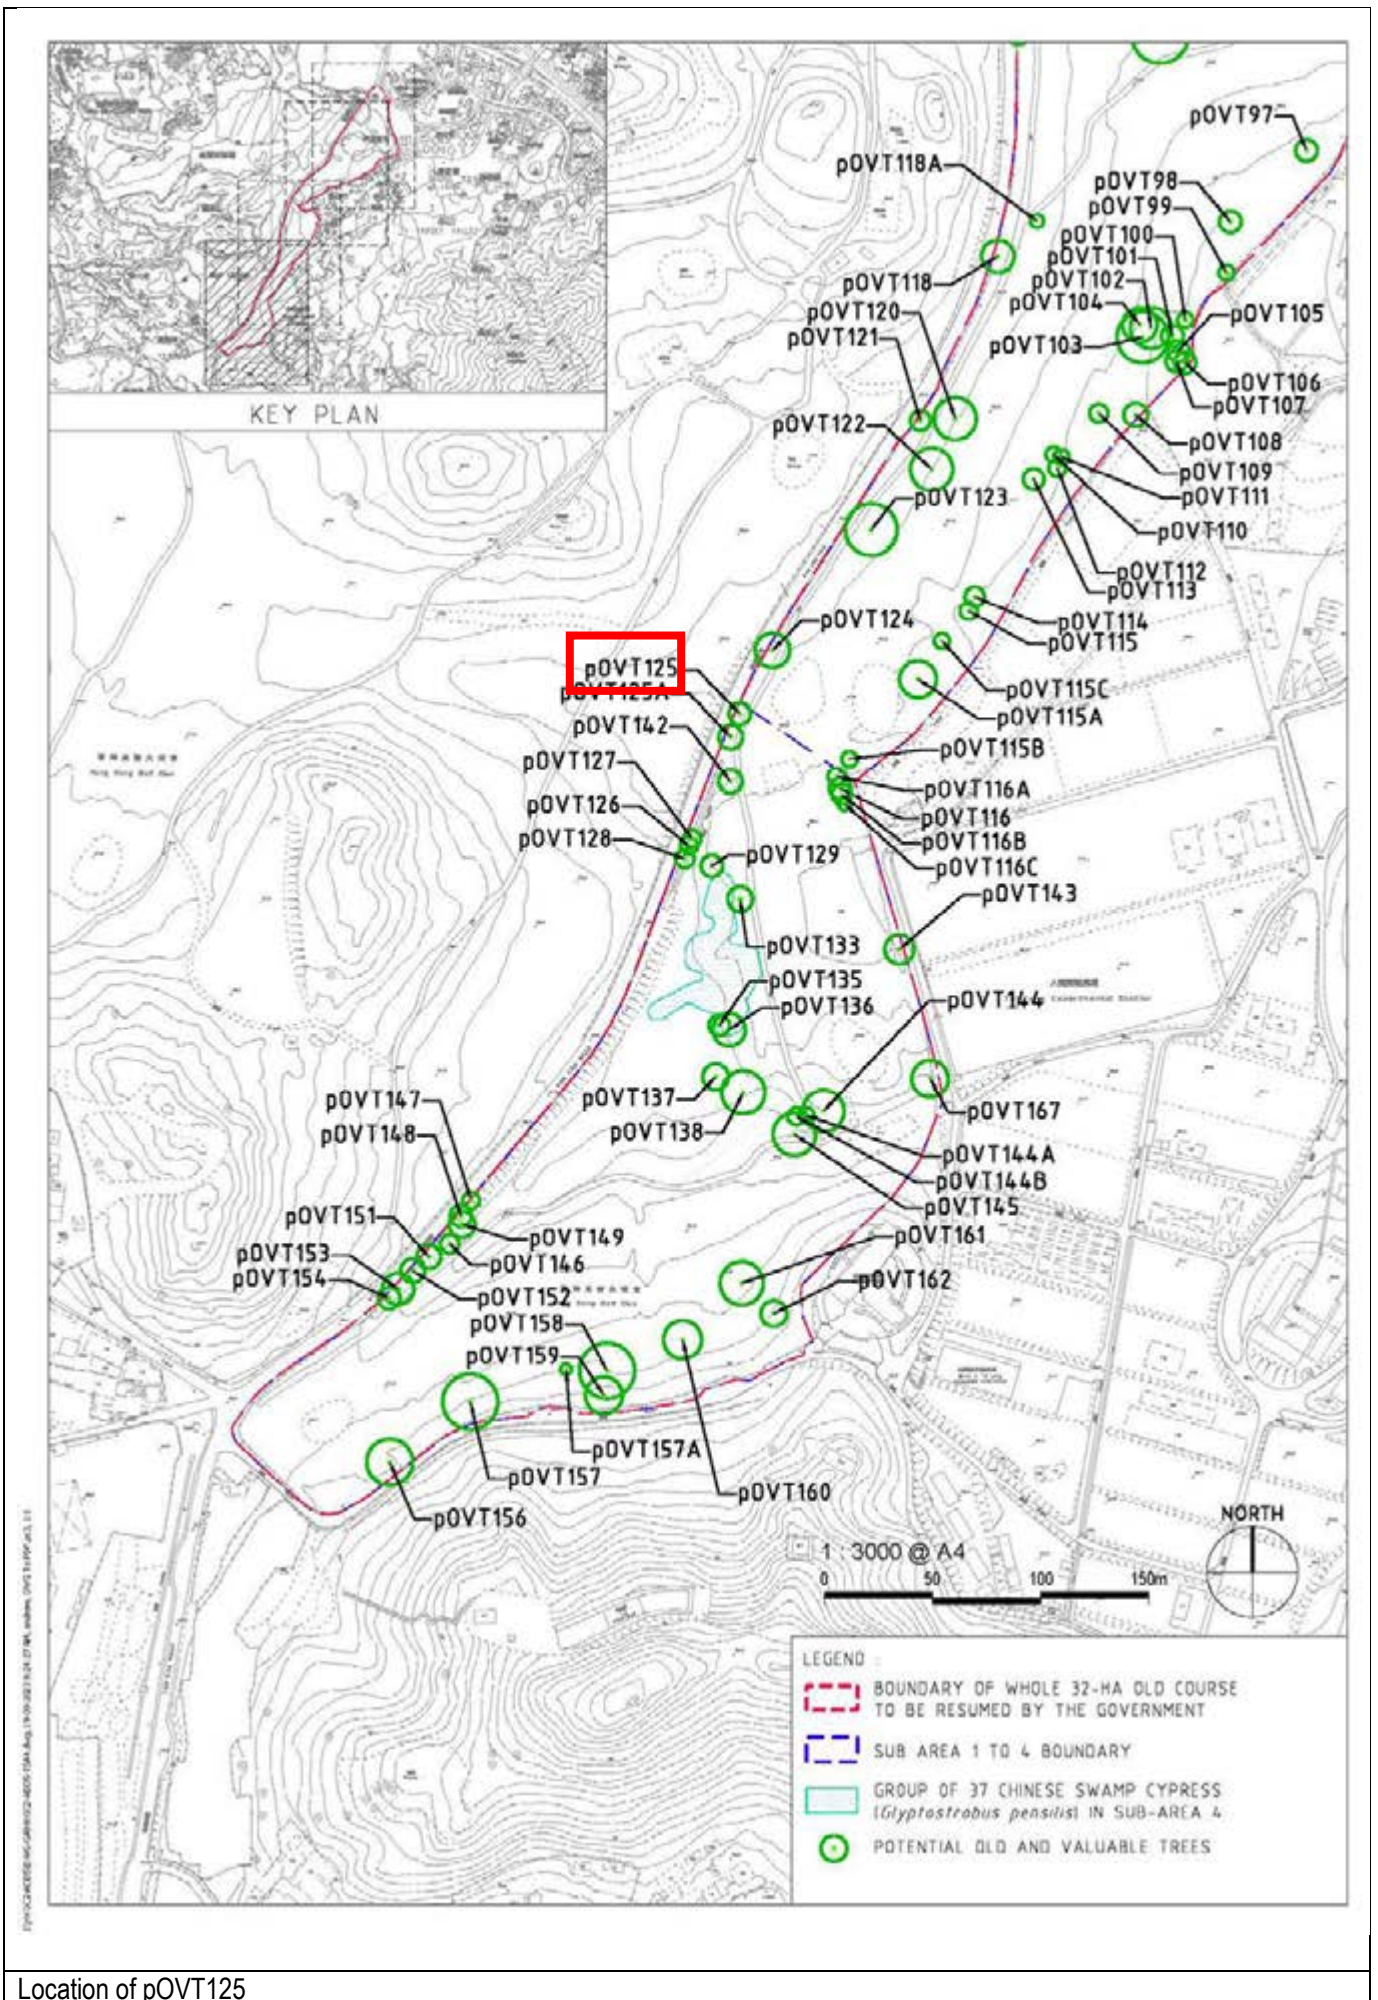 KEY PLAN
pOVT97
pOVT118A
pOVT98
pOVT99
pOVT100
pOVT101
pOVT102
pOVT104
pOVT118
pOVT120
pOVT105
pOVT121
pOVT103
pOVT106
pOVT107
pOVT122
pOVT108
pOVT109
pOVT123
pOVT111
pOVT110
pOVT112
pOVT113
pOVT124
pOVT114
pOVT115
pOVT125
pOVT125A
pOVT115C
pOVT142
pOVT115A
pOVT115B
pOVT127
pOVT116A
pOVT126
pOVT116
pOVT128
pOVT116B
pOVT129
pOVT116C
pOVT143
pOVT133
pOVT135
pOVT136
pOVT144
pOVT137
pOVT147
pOVT167
pOVT148
pOVT138
pOVT144A
pOVT144B
pOVT151
pOVT145
pOVT149
pOVT161
pOVT153
pOVT146
pOVT154
pOVT162
pOVT152
pOVT158
pOVT159
pOVT157A
pOVT157
pOVT160
pOVT156
NORTH
1 : 3000 @ A4
0 50 100 150m
LEGEND :
BOUNDARY OF WHOLE 32-HA OLD COURSE
TO BE RESUMED BY THE GOVERNMENT
SUB AREA 1 TO 4 BOUNDARY
GROUP OF 37 CHINESE SWAMP CYPRESS
(Glyptostrobus pensilis) IN SUB-AREA 4
POTENTIAL OLD AND VALUABLE TREES
Location of pOVT125